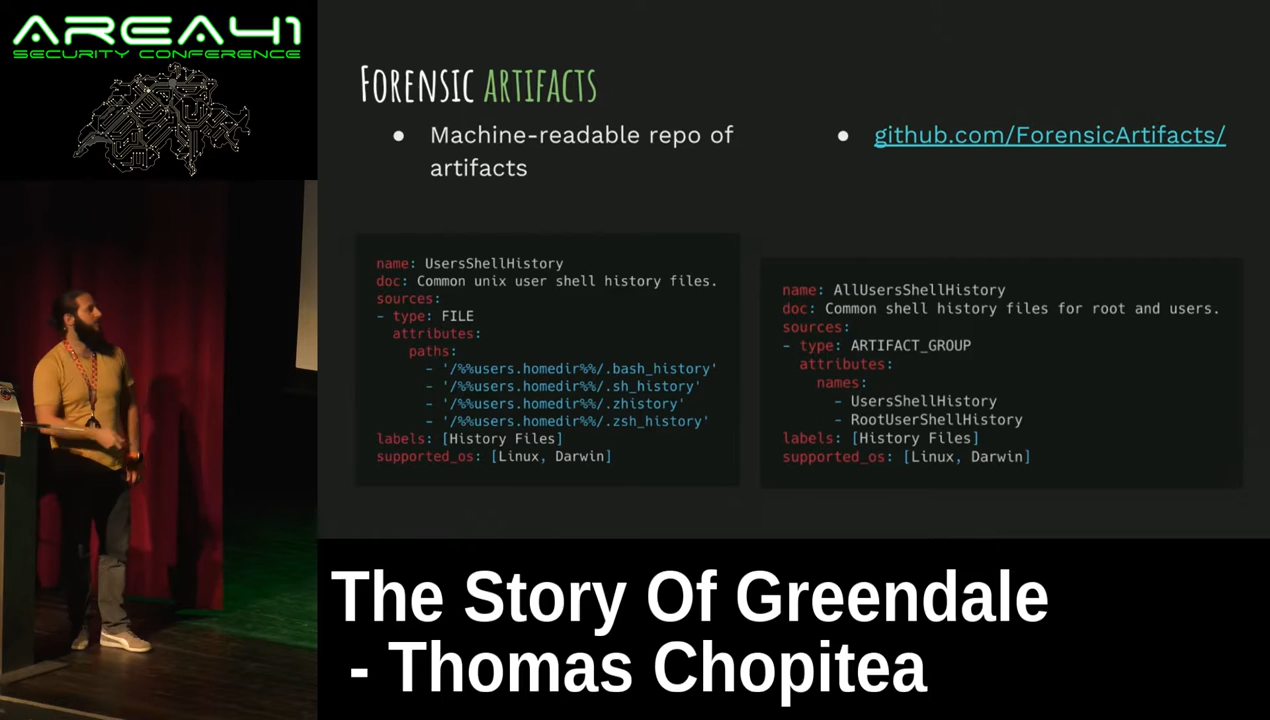 AREA41
SECURITY CONFERENCE
FORENSIC ARTIFACTS
● Machine-readable repo of
artifacts
● github.com/ForensicArtifacts/
name: UsersShellHistory
doc: Common unix user shell history files.
sources:
- type: FILE
attributes:
paths:
- '/%%users.homedir%%/.bash_history'
- '/%%users.homedir%%/.sh_history'
- '/%%users.homedir%%/.zhistory'
- '/%%users.homedir%%/.zsh_history'
labels: [History Files]
supported_os: [Linux, Darwin]
name: AllUsersShellHistory
doc: Common shell history files for root and users.
sources:
- type: ARTIFACT_GROUP
attributes:
names:
- UsersShellHistory
- RootUserShellHistory
labels: [History Files]
supported_os: [Linux, Darwin]
The Story Of Greendale
- Thomas Chopitea